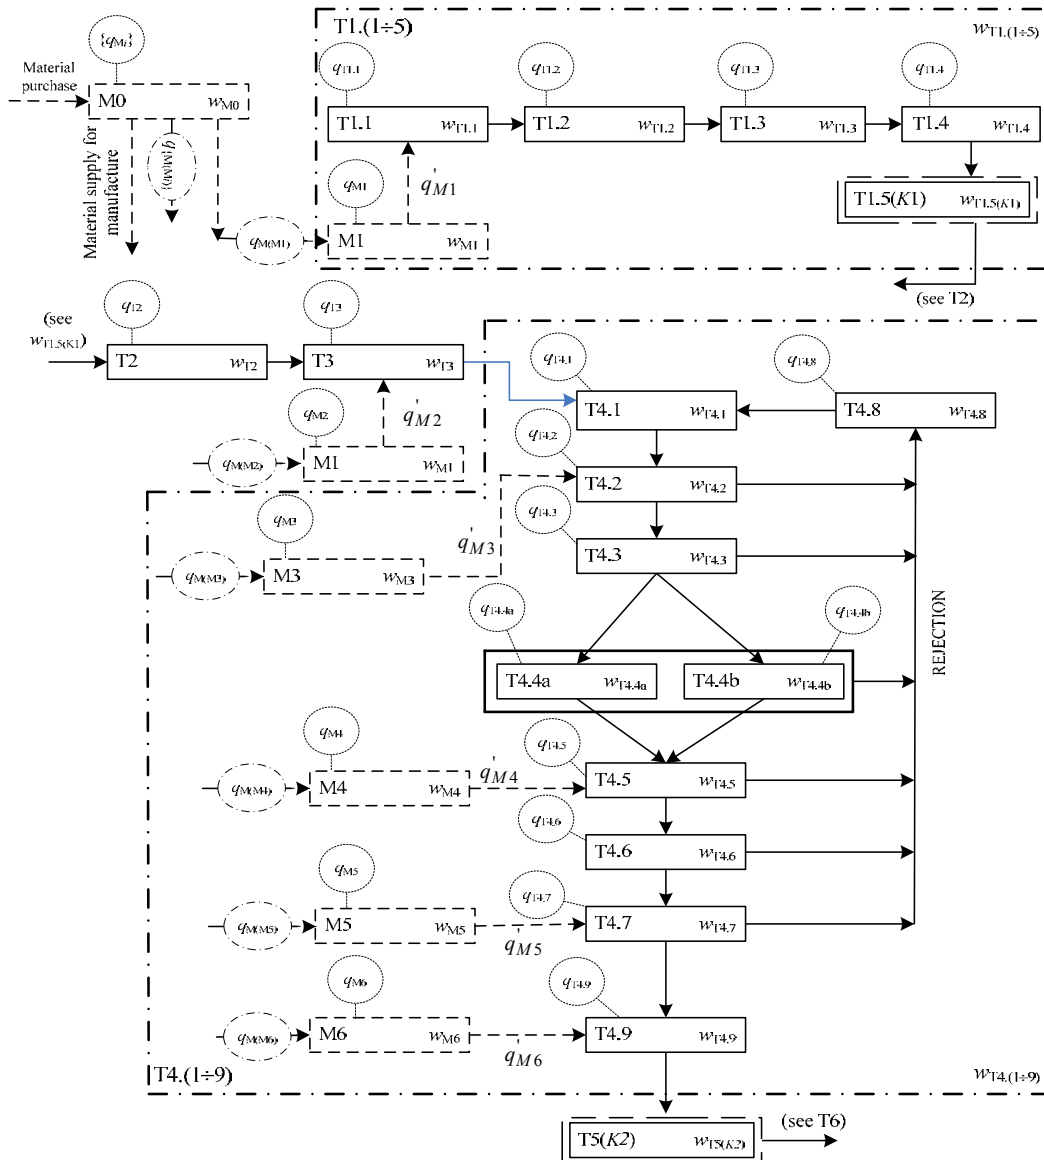 {qMi}
Material
purchase
M0 wM0
Material supply for
manufacture
q(M(Mi))
qM(M1)
T1.(1÷5) wT1.(1÷5)
qT1.1 qT1.2 qT1.3 qT1.4
T1.1 wT1.1
T1.2 wT1.2
T1.3 wT1.3
T1.4 wT1.4
qM1
q'M1
M1 wM1
T1.5(K1) wT1.5(K1)
(see T2)
(see
wT1.5(K1))
qT2 qT3
T2 wT2
T3 wT3
qM2
q'M2
qM(M2)
M1 wM1
qT4.1 qT4.8
T4.1 wT4.1
T4.8 wT4.8
qT4.2
T4.2 wT4.2
qM3
q'M3
qT4.3
qM(M3)
M3 wM3
T4.3 wT4.3
qT4.4a qT4.4b
REJECTION
T4.4a wT4.4a
T4.4b wT4.4b
qM4
q'M4
qT4.5
qM(M4)
M4 wM4
T4.5 wT4.5
qT4.6
T4.6 wT4.6
qM5
qT4.7
qM(M5)
M5 wM5
q'M5
T4.7 wT4.7
qM6
qT4.9
qM(M6)
M6 wM6
q'M6
T4.9 wT4.9
T4.(1÷9) wT4.(1÷9)
T5(K2) wT5(K2)
(see T6)